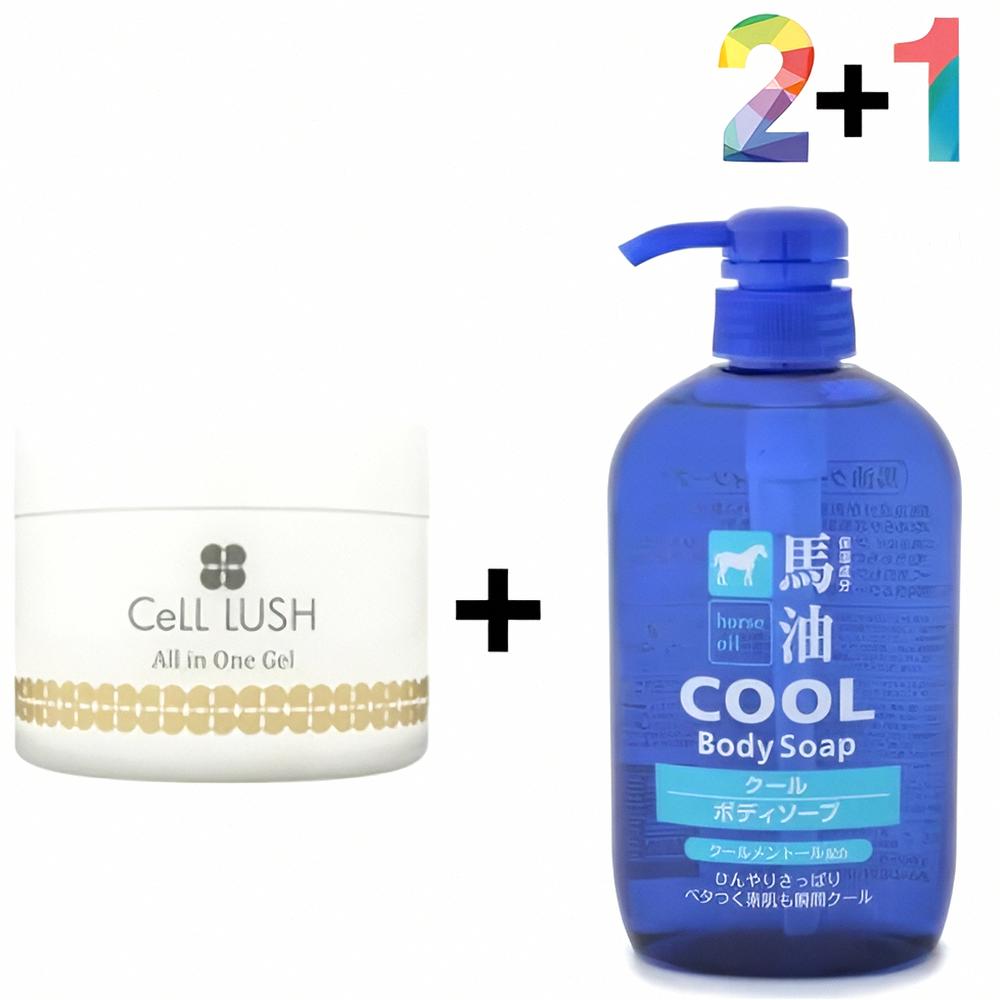 2+1
CeLL LUSH
All in One Gel
+
馬油
horse
oil
COOL
Body Soap
クール
ボディソープ
クールメントール配合
ひんやりさっぱり
ベタつく素肌も瞬間クール